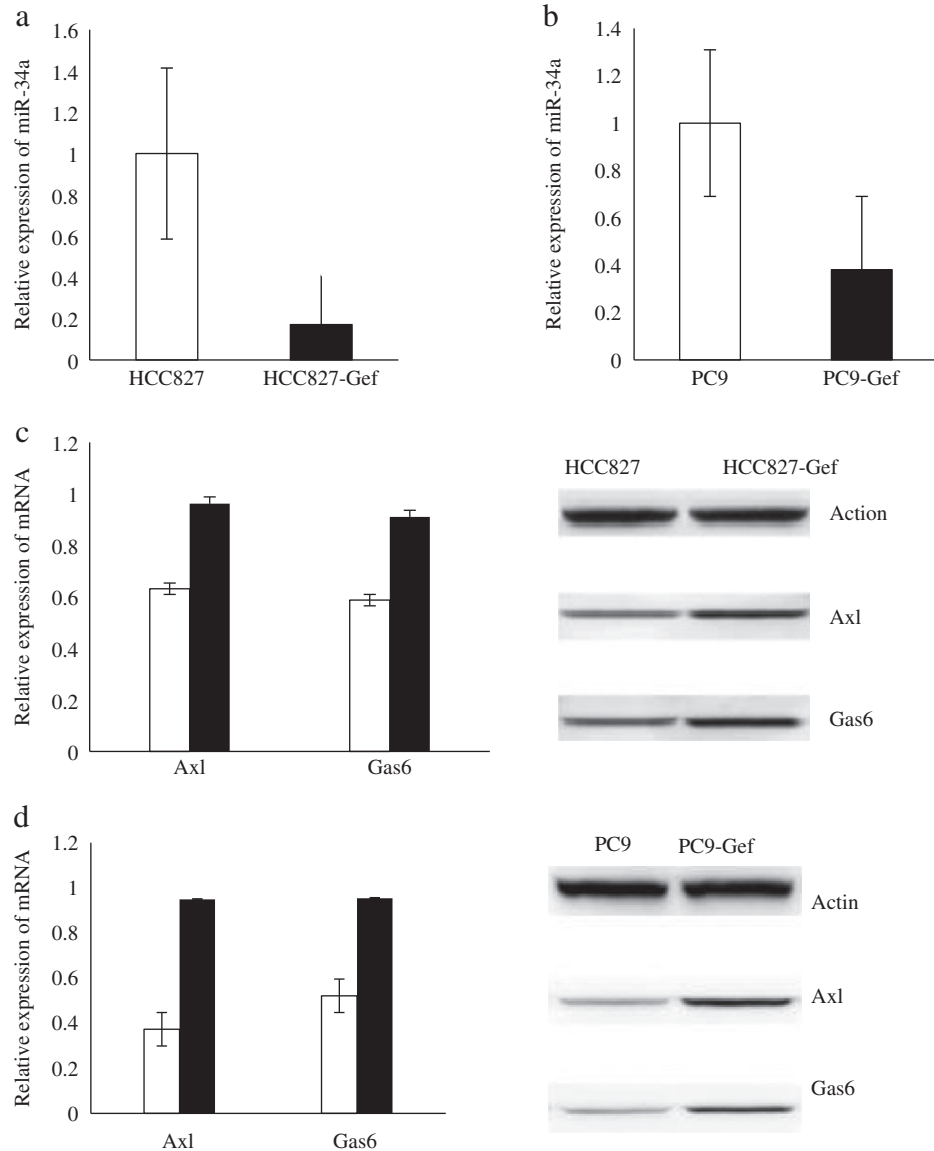 a
Relative expression of miR-34a
1.6
1.4
1.2
1
0.8
0.6
0.4
0.2
0
HCC827
HCC827-Gef
b
Relative expression of miR-34a
1.4
1.2
1
0.8
0.6
0.4
0.2
0
PC9
PC9-Gef
c
Relative expression of mRNA
1.2
1
0.8
0.6
0.4
0.2
0
Axl
Gas6
HCC827
HCC827-Gef
Action
Axl
Gas6
d
Relative expression of mRNA
1.2
1
0.8
0.6
0.4
0.2
0
Axl
Gas6
PC9
PC9-Gef
Actin
Axl
Gas6